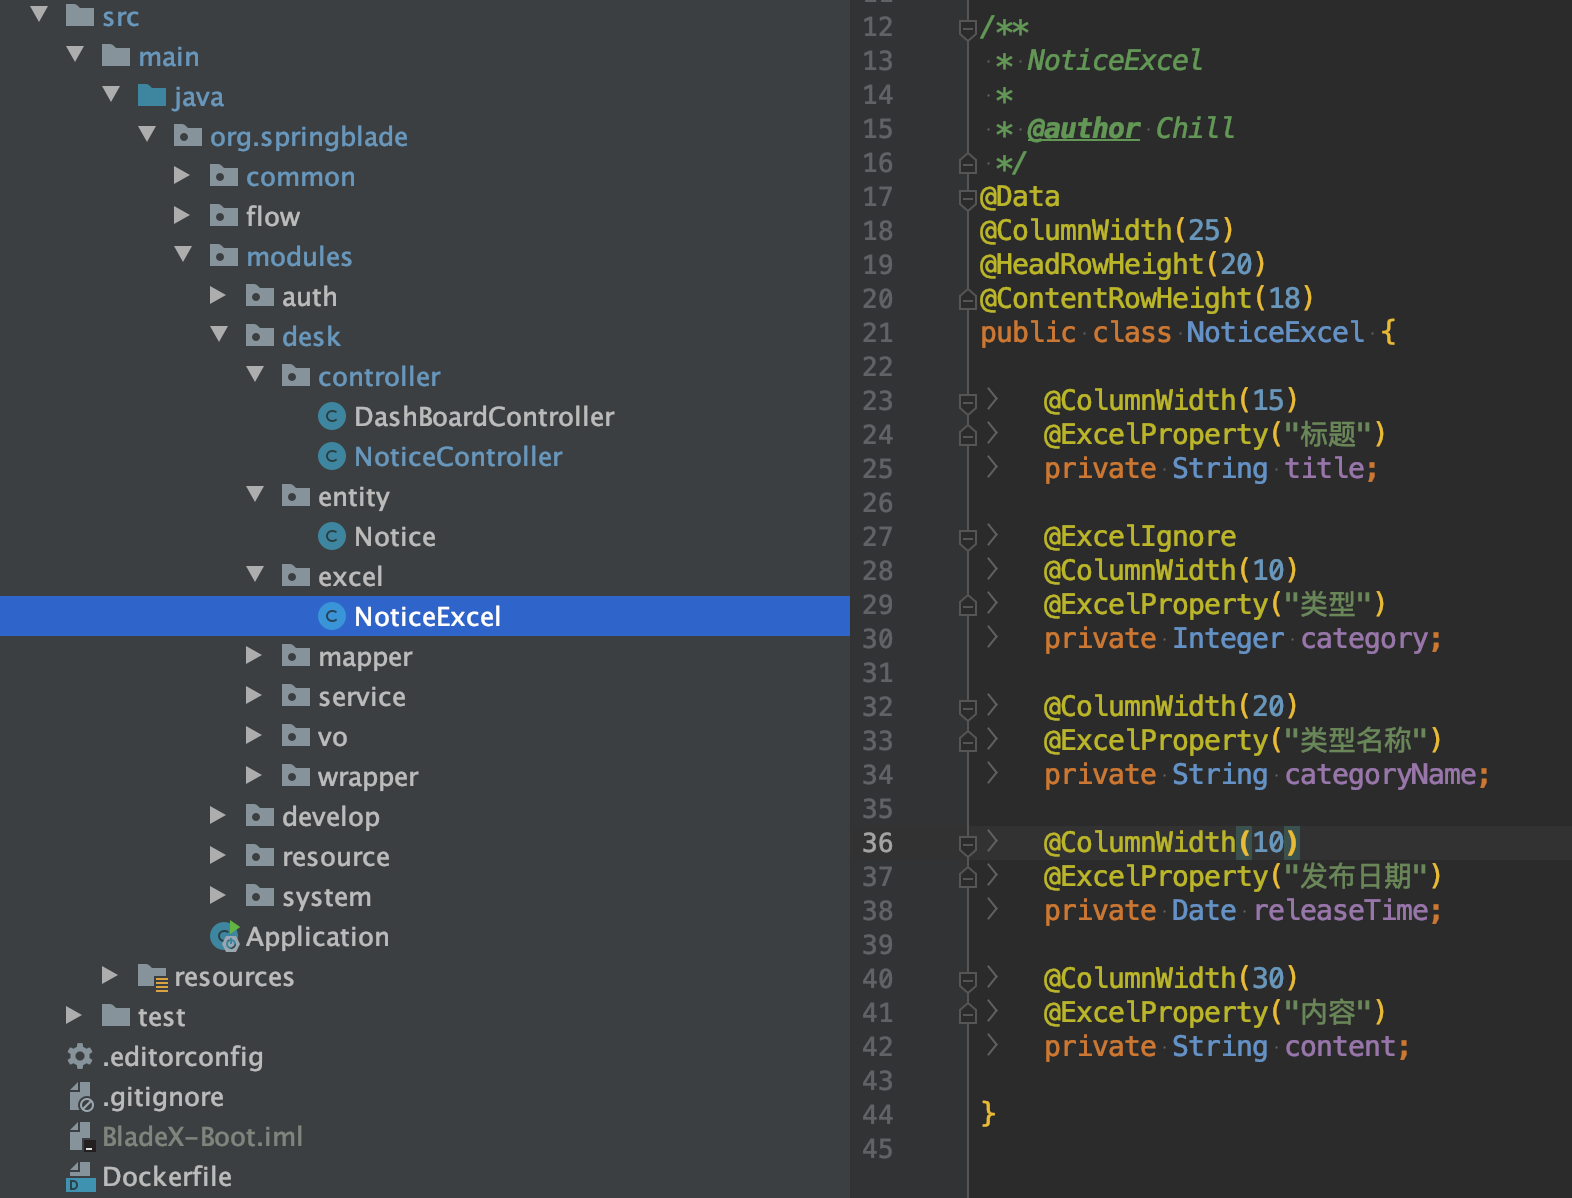 src
main
java
org.springblade
common
flow
modules
auth
desk
controller
DashBoardController
NoticeController
entity
Notice
excel
NoticeExcel
mapper
service
vo
wrapper
develop
resource
system
Application
resources
test
.editorconfig
.gitignore
BladeX-Boot.iml
Dockerfile
12 /**
13 * NoticeExcel
14 *
15 * @author Chill
16 */
17 @Data
18 @ColumnWidth(25)
19 @HeadRowHeight(20)
20 @ContentRowHeight(18)
21 public class NoticeExcel {
22
23 @ColumnWidth(15)
24 @ExcelProperty("标题")
25 private String title;
26
27 @ExcelIgnore
28 @ColumnWidth(10)
29 @ExcelProperty("类型")
30 private Integer category;
31
32 @ColumnWidth(20)
33 @ExcelProperty("类型名称")
34 private String categoryName;
35
36 @ColumnWidth(10)
37 @ExcelProperty("发布日期")
38 private Date releaseTime;
39
40 @ColumnWidth(30)
41 @ExcelProperty("内容")
42 private String content;
43
44 }
45